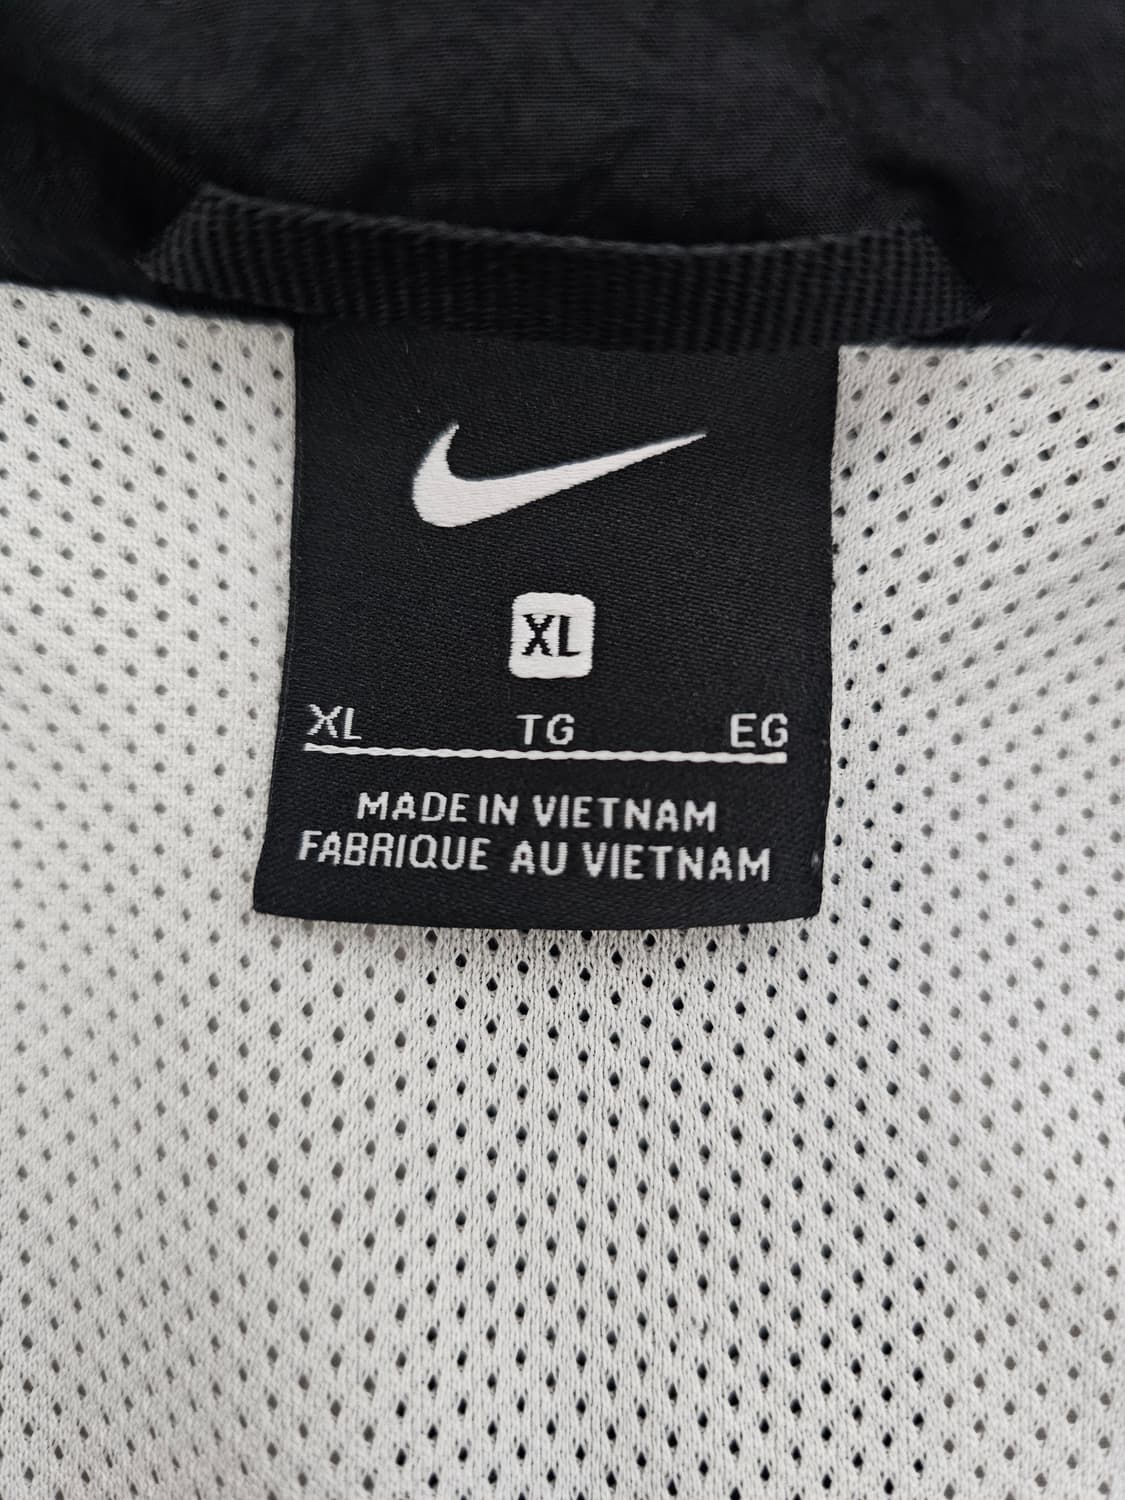 XL
XL TG EG
MADE IN VIETNAM
FABRIQUE AU VIETNAM